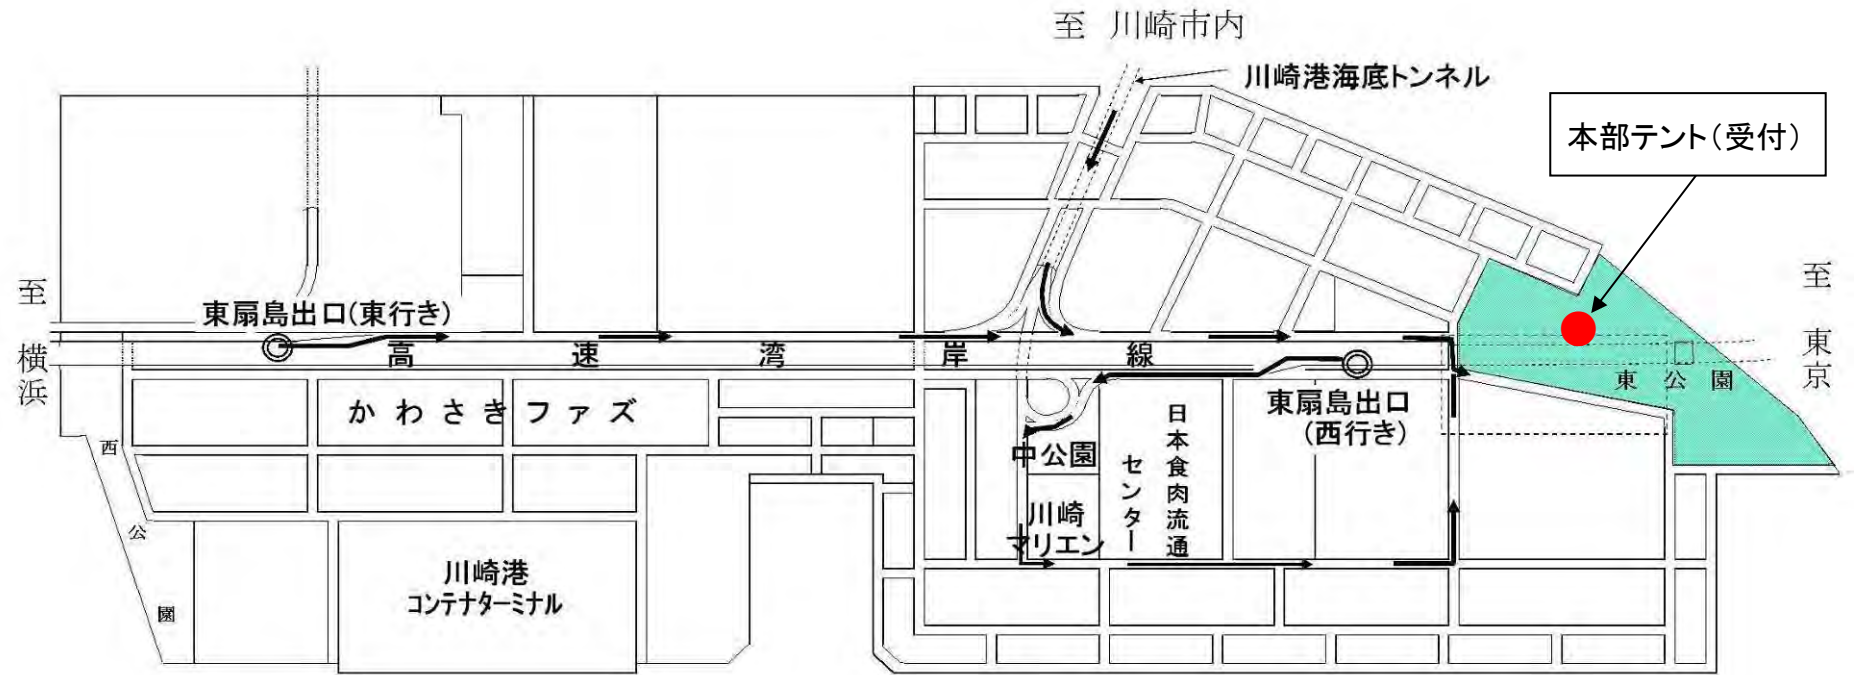 至 川崎市内
川崎港海底トンネル
本部テント(受付)
至 横浜
東扇島出口(東行き)
高速湾岸線
至 東京
東公園
東扇島出口
(西行き)
かわさきファズ
中公園
日本食肉流通
センター
川崎
マリエン
西公園
川崎港
コンテナターミナル